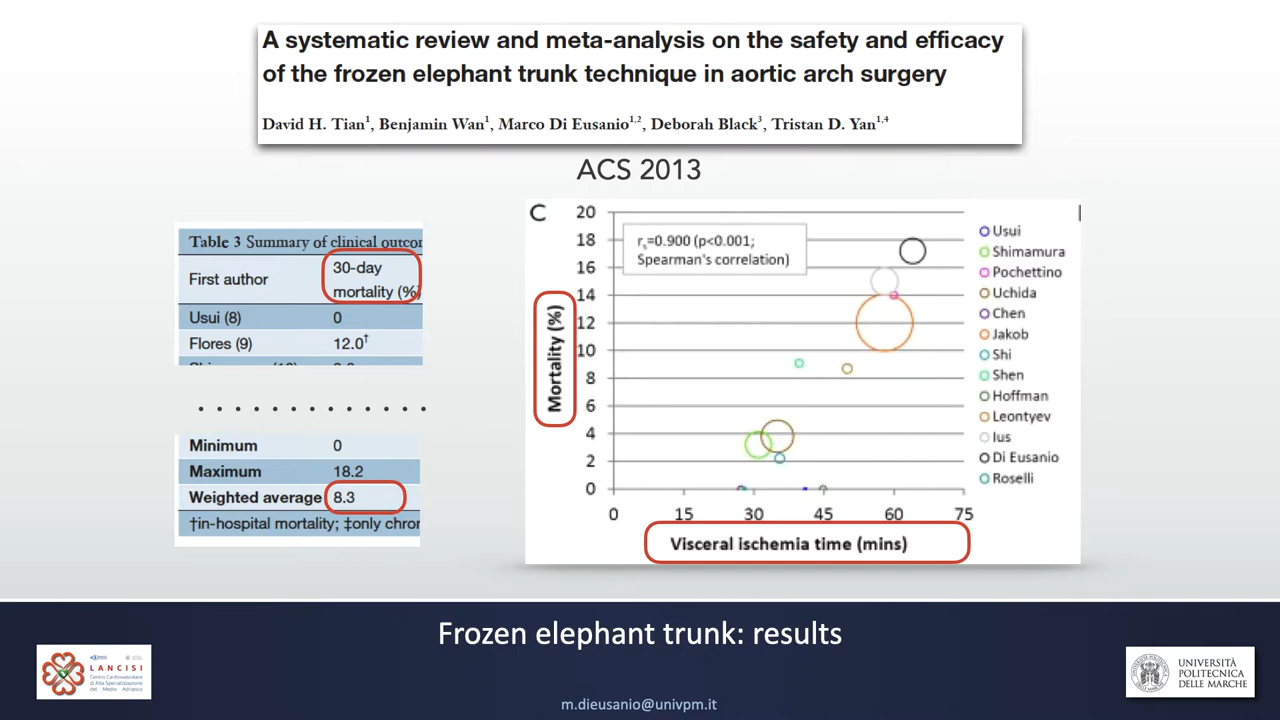 A systematic review and meta-analysis on the safety and efficacy
of the frozen elephant trunk technique in aortic arch surgery
David H. Tian¹, Benjamin Wan¹, Marco Di Eusanio¹,², Deborah Black³, Tristan D. Yan¹,⁴
ACS 2013
Table 3 Summary of clinical outcor
First author
30-day
mortality (%)
Usui (8) 0
Flores (9) 12.0†
. . . . . . . . . . . . . .
Minimum 0
Maximum 18.2
Weighted average 8.3
†in-hospital mortality; ‡only chror
C
rₛ=0.900 (p<0.001;
Spearman's correlation)
Mortality (%)
20
18
16
14
12
10
8
6
4
2
0
0 15 30 45 60 75
Visceral ischemia time (mins)
Usui
Shimamura
Pochettino
Uchida
Chen
Jakob
Shi
Shen
Hoffman
Leontyev
Ius
Di Eusanio
Roselli
Frozen elephant trunk: results
LANCISI
Centro Cardiovascolare
di Alta Specializzazione
del Medio Adriatico
UNIVERSITÀ
POLITECNICA
DELLE MARCHE
m.dieusanio@univpm.it